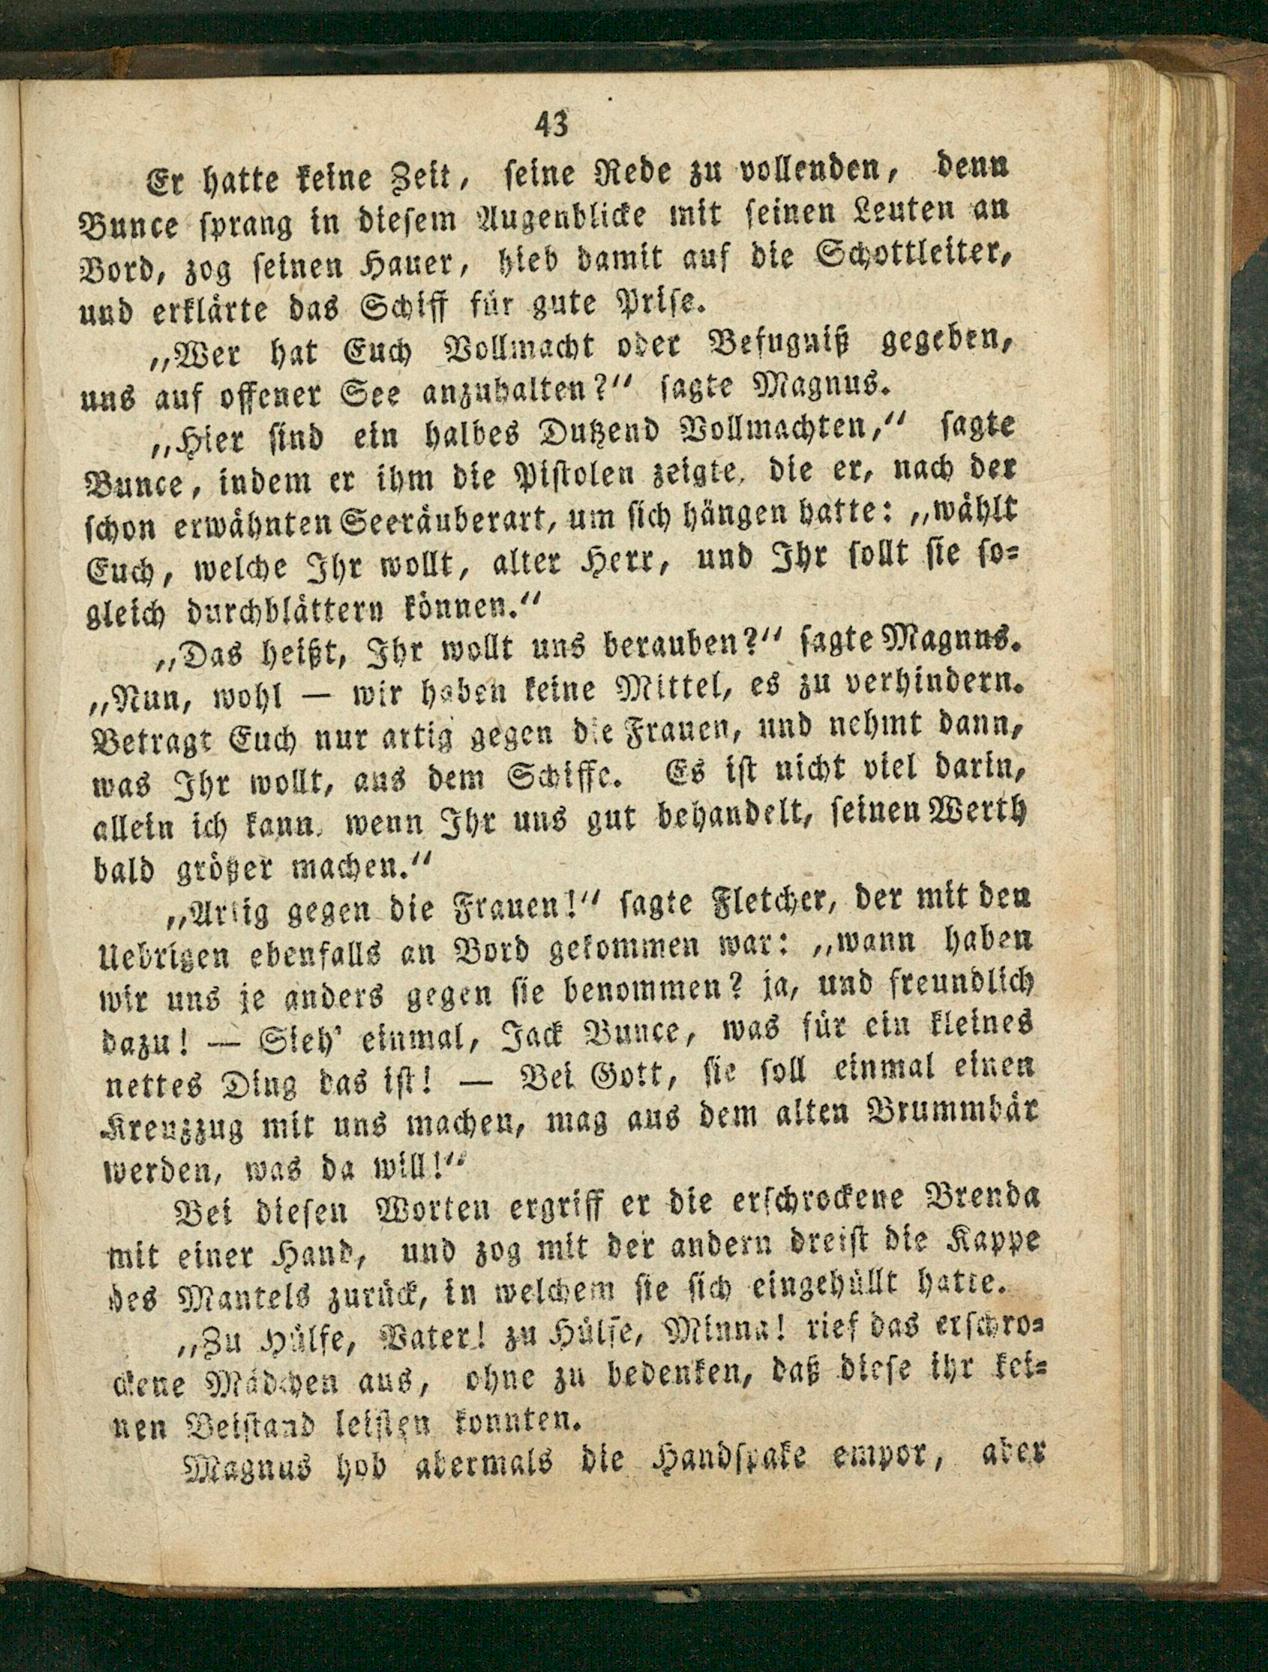 43
Er hatte keine Zeit, seine Rede zu vollenden, denn
Bunce sprang in diesem Augenblicke mit seinen Leuten an
Bord, zog seinen Hauer, hieb damit auf die Schottleiter,
und erklärte das Schiff für gute Prise.
„Wer hat Euch Vollmacht oder Befugniß gegeben,
uns auf offener See anzuhalten?“ sagte Magnus.
„Hier sind ein halbes Dutzend Vollmachten,“ sagte
Bunce, indem er ihm die Pistolen zeigte, die er, nach der
schon erwähnten Seeräuberart, um sich hängen hatte: „wählt
Euch, welche Ihr wollt, alter Herr, und Ihr sollt sie so-
gleich durchblättern können.“
„Das heißt, Ihr wollt uns berauben?“ sagte Magnus.
„Nun, wohl — wir haben keine Mittel, es zu verhindern.
Betragt Euch nur artig gegen die Frauen, und nehmt dann,
was Ihr wollt, aus dem Schiffe. Es ist nicht viel darin,
allein ich kann, wenn Ihr uns gut behandelt, seinen Werth
bald größer machen.“
„Artig gegen die Frauen!“ sagte Fletcher, der mit den
Uebrigen ebenfalls an Bord gekommen war: „wann haben
wir uns je anders gegen sie benommen? ja, und freundlich
dazu! — Sieh' einmal, Jack Bunce, was für ein kleines
nettes Ding das ist! — Bei Gott, sie soll einmal einen
Kreuzzug mit uns machen, mag aus dem alten Brummbär
werden, was da will!“
Bei diesen Worten ergriff er die erschrockene Brenda
mit einer Hand, und zog mit der andern dreist die Kappe
des Mantels zurück, in welchem sie sich eingehüllt hatte.
„Zu Hülfe, Vater! zu Hülfe, Minna! rief das erschro-
ckene Mädchen aus, ohne zu bedenken, daß diese ihr kei-
nen Beistand leisten konnten.
Magnus hob abermals die Handspake empor, aber